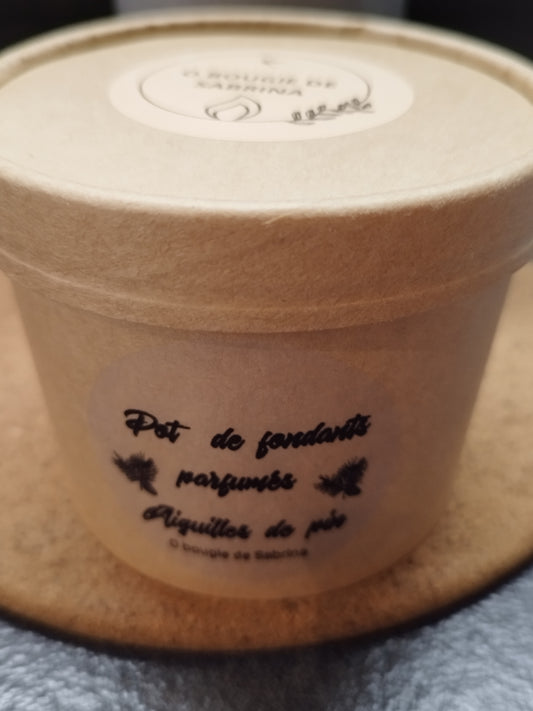 O BOUGIE DE
SABRINA
Pot de fondants
parfumés
Aiguilles de pin
O bougie de Sabrina